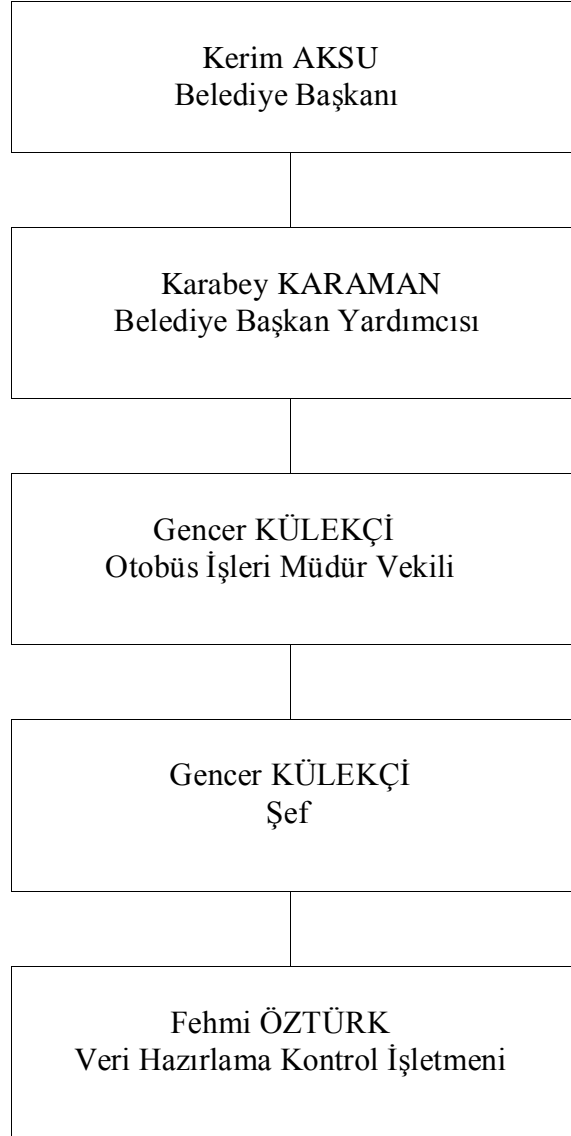 Kerim AKSU
Belediye Başkanı
Karabey KARAMAN
Belediye Başkan Yardımcısı
Gencer KÜLEKÇİ
Otobüs İşleri Müdür Vekili
Gencer KÜLEKÇİ
Şef
Fehmi ÖZTÜRK
Veri Hazırlama Kontrol İşletmeni